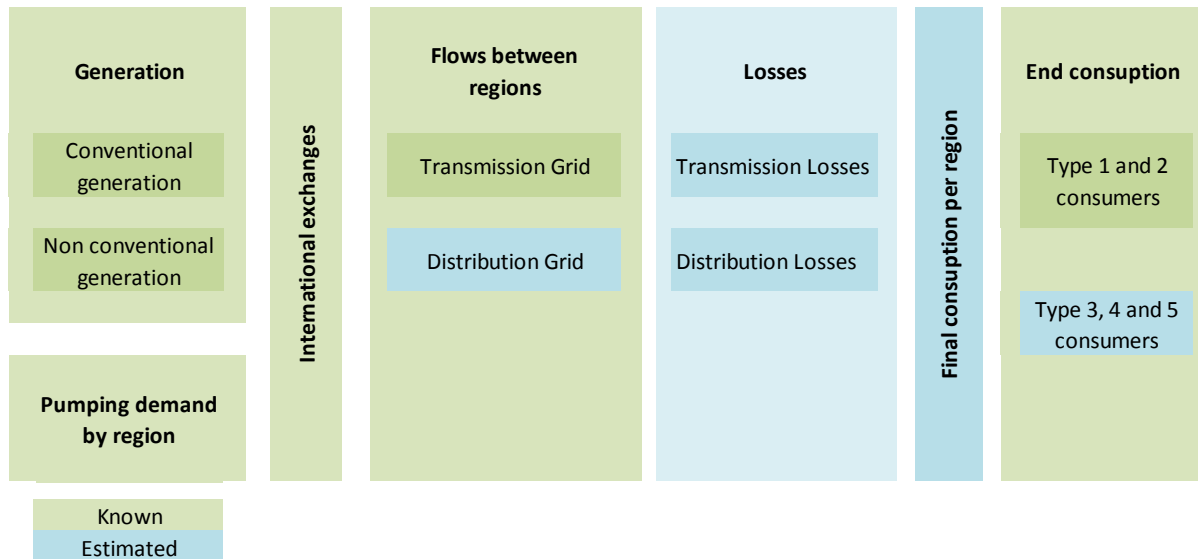 Generation
Conventional
generation
Non conventional
generation
Pumping demand
by region
International exchanges
Flows between
regions
Transmission Grid
Distribution Grid
Losses
Transmission Losses
Distribution Losses
Final consuption per region
End consuption
Type 1 and 2
consumers
Type 3, 4 and 5
consumers
Known
Estimated